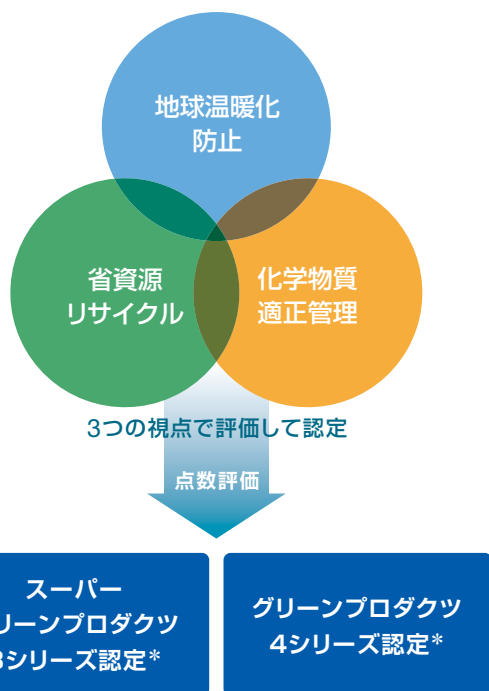 地球温暖化
防止
省資源
リサイクル
化学物質
適正管理
3つの視点で評価して認定
点数評価
スーパー
リーンプロダクツ
シリーズ認定*
グリーンプロダクツ
4シリーズ認定*